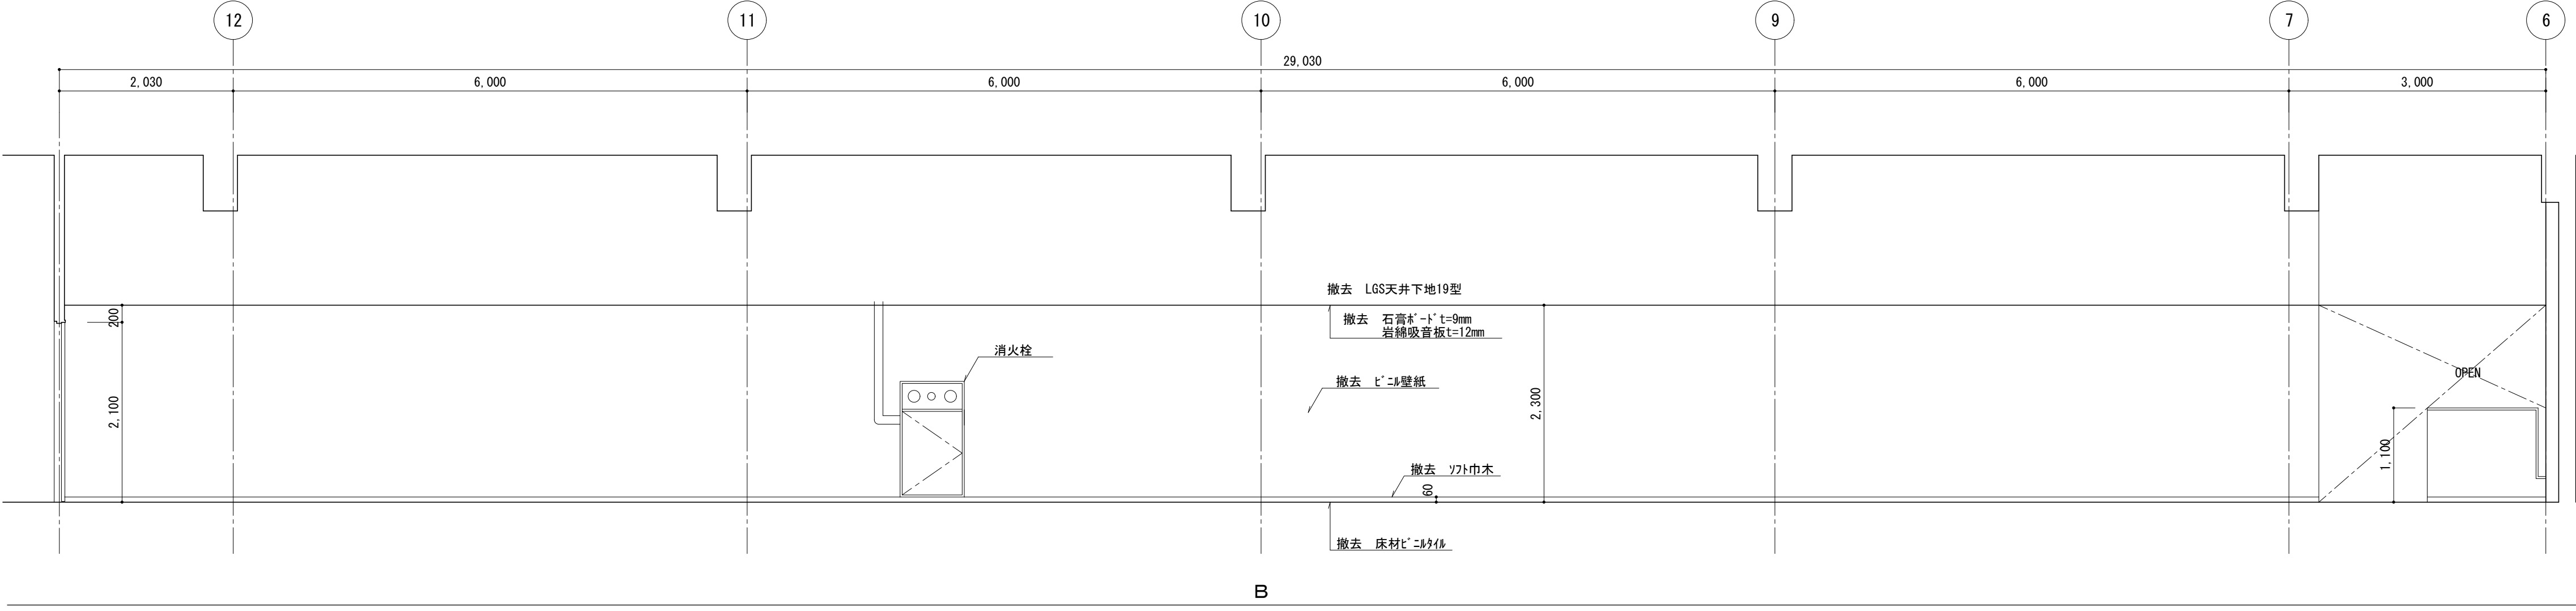 12 11 10 9 7 6
29,030
2,030 6,000 6,000 6,000 6,000 3,000
撤去 LGS天井下地19型
200
撤去 石膏ﾎﾞｰﾄﾞt=9mm
岩綿吸音板t=12mm
消火栓
撤去 ﾋﾞﾆﾙ壁紙
OPEN
2,100
2,300
1,100
撤去 ｿﾌﾄ巾木
60
撤去 床材ﾋﾞﾆﾙﾀｲﾙ
B